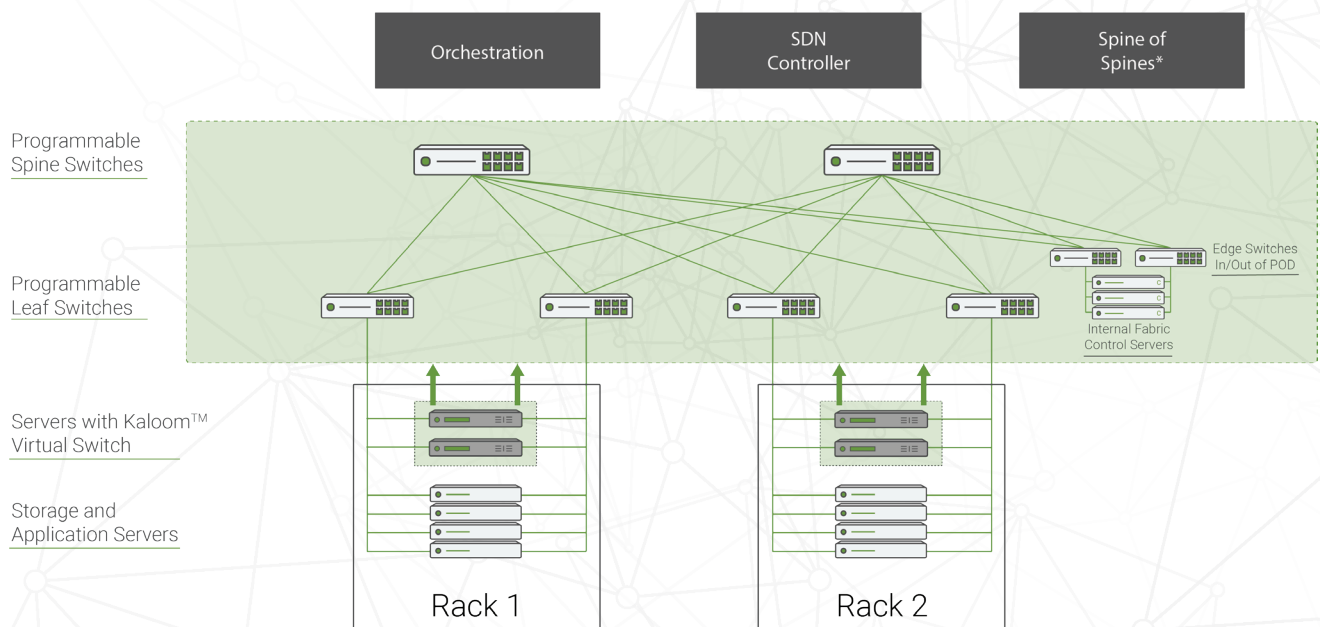 Orchestration
SDN
Controller
Spine of
Spines*
Programmable
Spine Switches
Edge Switches
In/Out of POD
Programmable
Leaf Switches
C
C
C
Internal Fabric
Control Servers
Servers with Kaloom™
Virtual Switch
Storage and
Application Servers
Rack 1
Rack 2